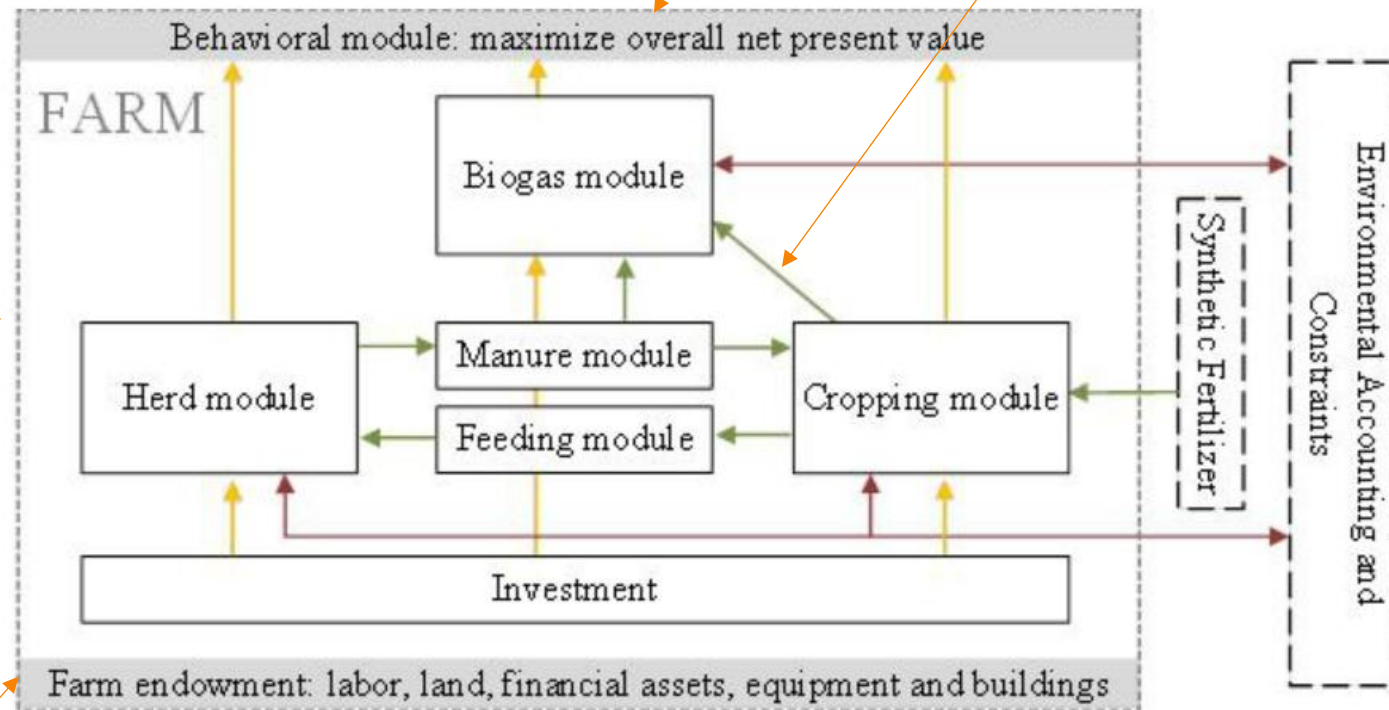 Behavioral module: maximize overall net present value
FARM
Biogas module
Herd module
Manure module
Feeding module
Cropping module
Synthetic Fertilizer
Environmental Accounting and
Constraints
Investment
Farm endowment: labor, land, financial assets, equipment and buildings